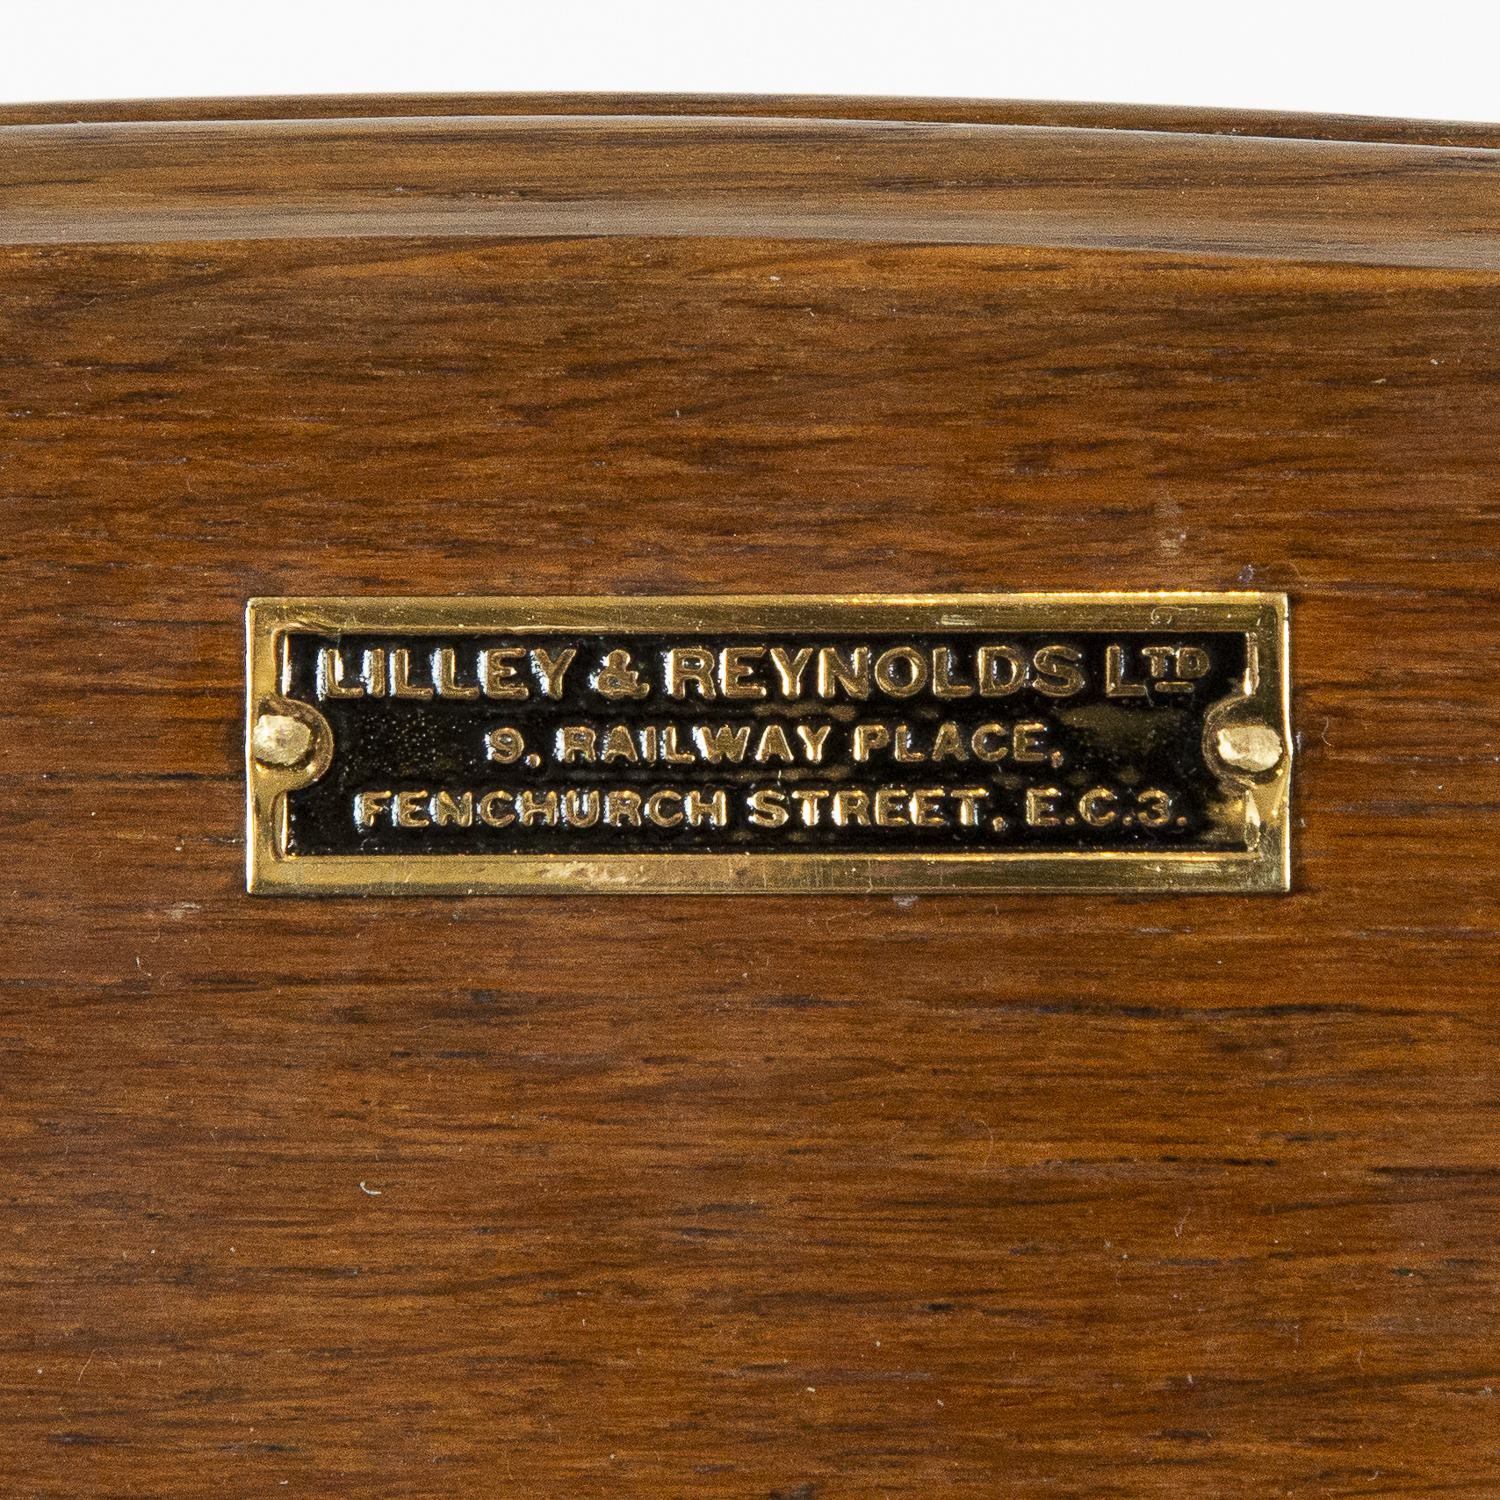 LILLEY & REYNOLDS LTD
9, RAILWAY PLACE,
FENCHURCH STREET, E.C.3.